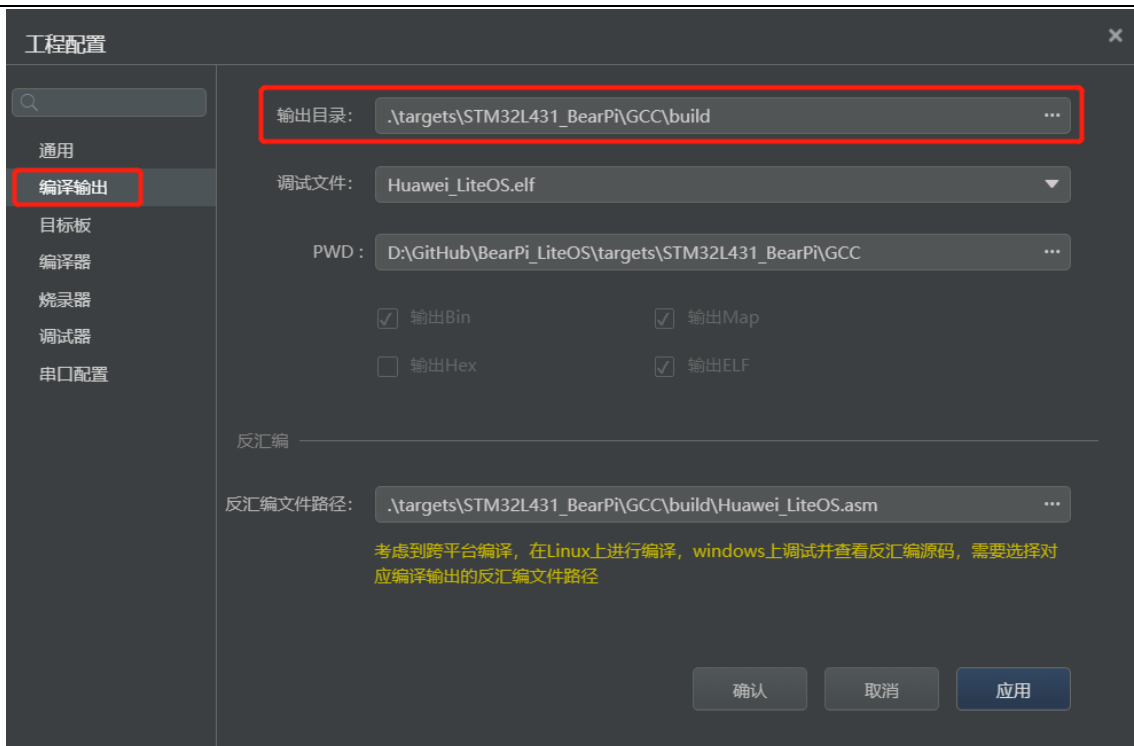 工程配置
通用
编译输出
目标板
编译器
烧录器
调试器
串口配置
输出目录: .\targets\STM32L431_BearPi\GCC\build
调试文件: Huawei_LiteOS.elf
PWD : D:\GitHub\BearPi_LiteOS\targets\STM32L431_BearPi\GCC
输出Bin 输出Map
输出Hex 输出ELF
反汇编
反汇编文件路径: .\targets\STM32L431_BearPi\GCC\build\Huawei_LiteOS.asm
考虑到跨平台编译，在Linux上进行编译，windows上调试并查看反汇编源码，需要选择对
应编译输出的反汇编文件路径
确认 取消 应用